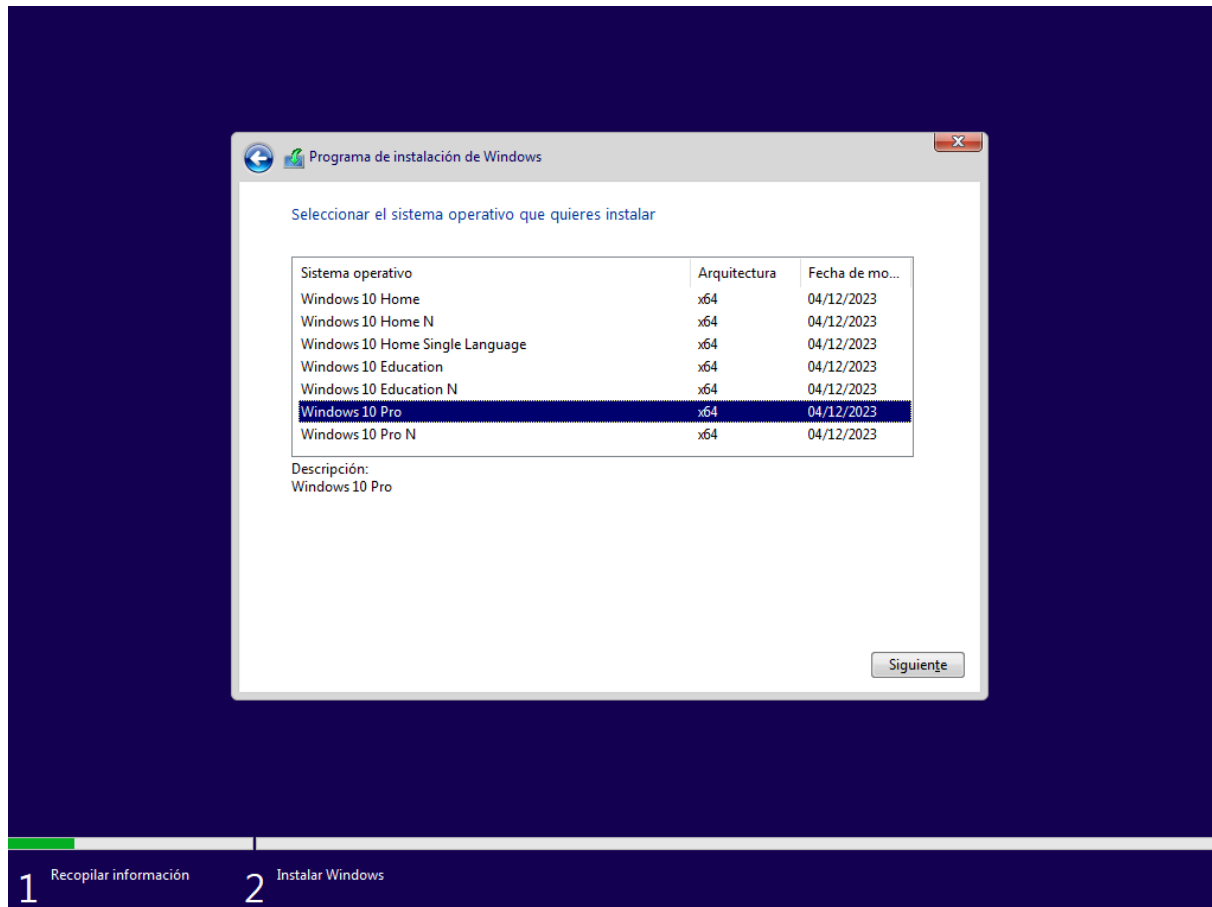 Programa de instalación de Windows
Seleccionar el sistema operativo que quieres instalar
Sistema operativo Arquitectura Fecha de mo...
Windows 10 Home x64 04/12/2023
Windows 10 Home N x64 04/12/2023
Windows 10 Home Single Language x64 04/12/2023
Windows 10 Education x64 04/12/2023
Windows 10 Education N x64 04/12/2023
Windows 10 Pro x64 04/12/2023
Windows 10 Pro N x64 04/12/2023
Descripción:
Windows 10 Pro
Siguiente
1 Recopilar información 2 Instalar Windows